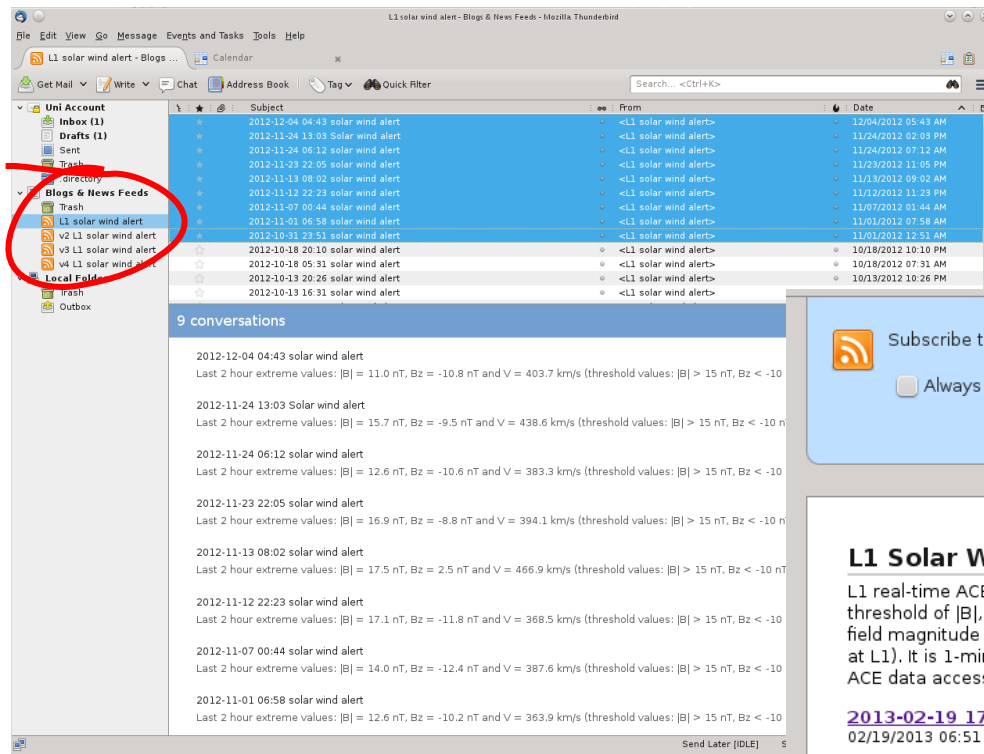 L1 solar wind alert - Blogs & News Feeds - Mozilla Thunderbird
File Edit View Go Message Events and Tasks Tools Help
L1 solar wind alert - Blogs ... Calendar
Get Mail Write Chat Address Book Tag Quick Filter Search... <Ctrl+K>
Uni Account
Inbox (1)
Drafts (1)
Sent
Trash
.directory
Blogs & News Feeds
Trash
L1 solar wind alert
v2 L1 solar wind alert
v3 L1 solar wind alert
v4 L1 solar wind alert
Local Folders
Trash
Outbox
Subject From Date
2012-12-04 04:43 solar wind alert <L1 solar wind alert> 12/04/2012 05:43 AM
2012-11-24 13:03 Solar wind alert <L1 solar wind alert> 11/24/2012 02:03 PM
2012-11-24 06:12 solar wind alert <L1 solar wind alert> 11/24/2012 07:12 AM
2012-11-23 22:05 solar wind alert <L1 solar wind alert> 11/23/2012 11:05 PM
2012-11-13 08:02 solar wind alert <L1 solar wind alert> 11/13/2012 09:02 AM
2012-11-12 22:23 solar wind alert <L1 solar wind alert> 11/12/2012 11:23 PM
2012-11-07 00:44 solar wind alert <L1 solar wind alert> 11/07/2012 01:44 AM
2012-11-01 06:58 solar wind alert <L1 solar wind alert> 11/01/2012 07:58 AM
2012-10-31 23:51 solar wind alert <L1 solar wind alert> 11/01/2012 12:51 AM
2012-10-18 20:10 solar wind alert <L1 solar wind alert> 10/18/2012 10:10 PM
2012-10-18 05:31 solar wind alert <L1 solar wind alert> 10/18/2012 07:31 AM
2012-10-13 20:26 solar wind alert <L1 solar wind alert> 10/13/2012 10:26 PM
2012-10-13 16:31 solar wind alert <L1 solar wind alert>
9 conversations
2012-12-04 04:43 solar wind alert
Last 2 hour extreme values: |B| = 11.0 nT, Bz = -10.8 nT and V = 403.7 km/s (threshold values: |B| > 15 nT, Bz < -10
2012-11-24 13:03 Solar wind alert
Last 2 hour extreme values: |B| = 15.7 nT, Bz = -9.5 nT and V = 438.6 km/s (threshold values: |B| > 15 nT, Bz < -10 n
2012-11-24 06:12 solar wind alert
Last 2 hour extreme values: |B| = 12.6 nT, Bz = -10.6 nT and V = 383.3 km/s (threshold values: |B| > 15 nT, Bz < -10
2012-11-23 22:05 solar wind alert
Last 2 hour extreme values: |B| = 16.9 nT, Bz = -8.8 nT and V = 394.1 km/s (threshold values: |B| > 15 nT, Bz < -10 n
2012-11-13 08:02 solar wind alert
Last 2 hour extreme values: |B| = 17.5 nT, Bz = 2.5 nT and V = 466.9 km/s (threshold values: |B| > 15 nT, Bz < -10 nT
2012-11-12 22:23 solar wind alert
Last 2 hour extreme values: |B| = 17.1 nT, Bz = -11.8 nT and V = 368.5 km/s (threshold values: |B| > 15 nT, Bz < -10
2012-11-07 00:44 solar wind alert
Last 2 hour extreme values: |B| = 14.0 nT, Bz = -12.4 nT and V = 387.6 km/s (threshold values: |B| > 15 nT, Bz < -10
2012-11-01 06:58 solar wind alert
Last 2 hour extreme values: |B| = 12.6 nT, Bz = -10.2 nT and V = 363.9 km/s (threshold values: |B| > 15 nT, Bz < -10
Send Later [IDLE] S
Subscribe t
Always
L1 Solar W
L1 real-time ACE
threshold of |B|,
field magnitude
at L1). It is 1-mi
ACE data access
2013-02-19 17
02/19/2013 06:51